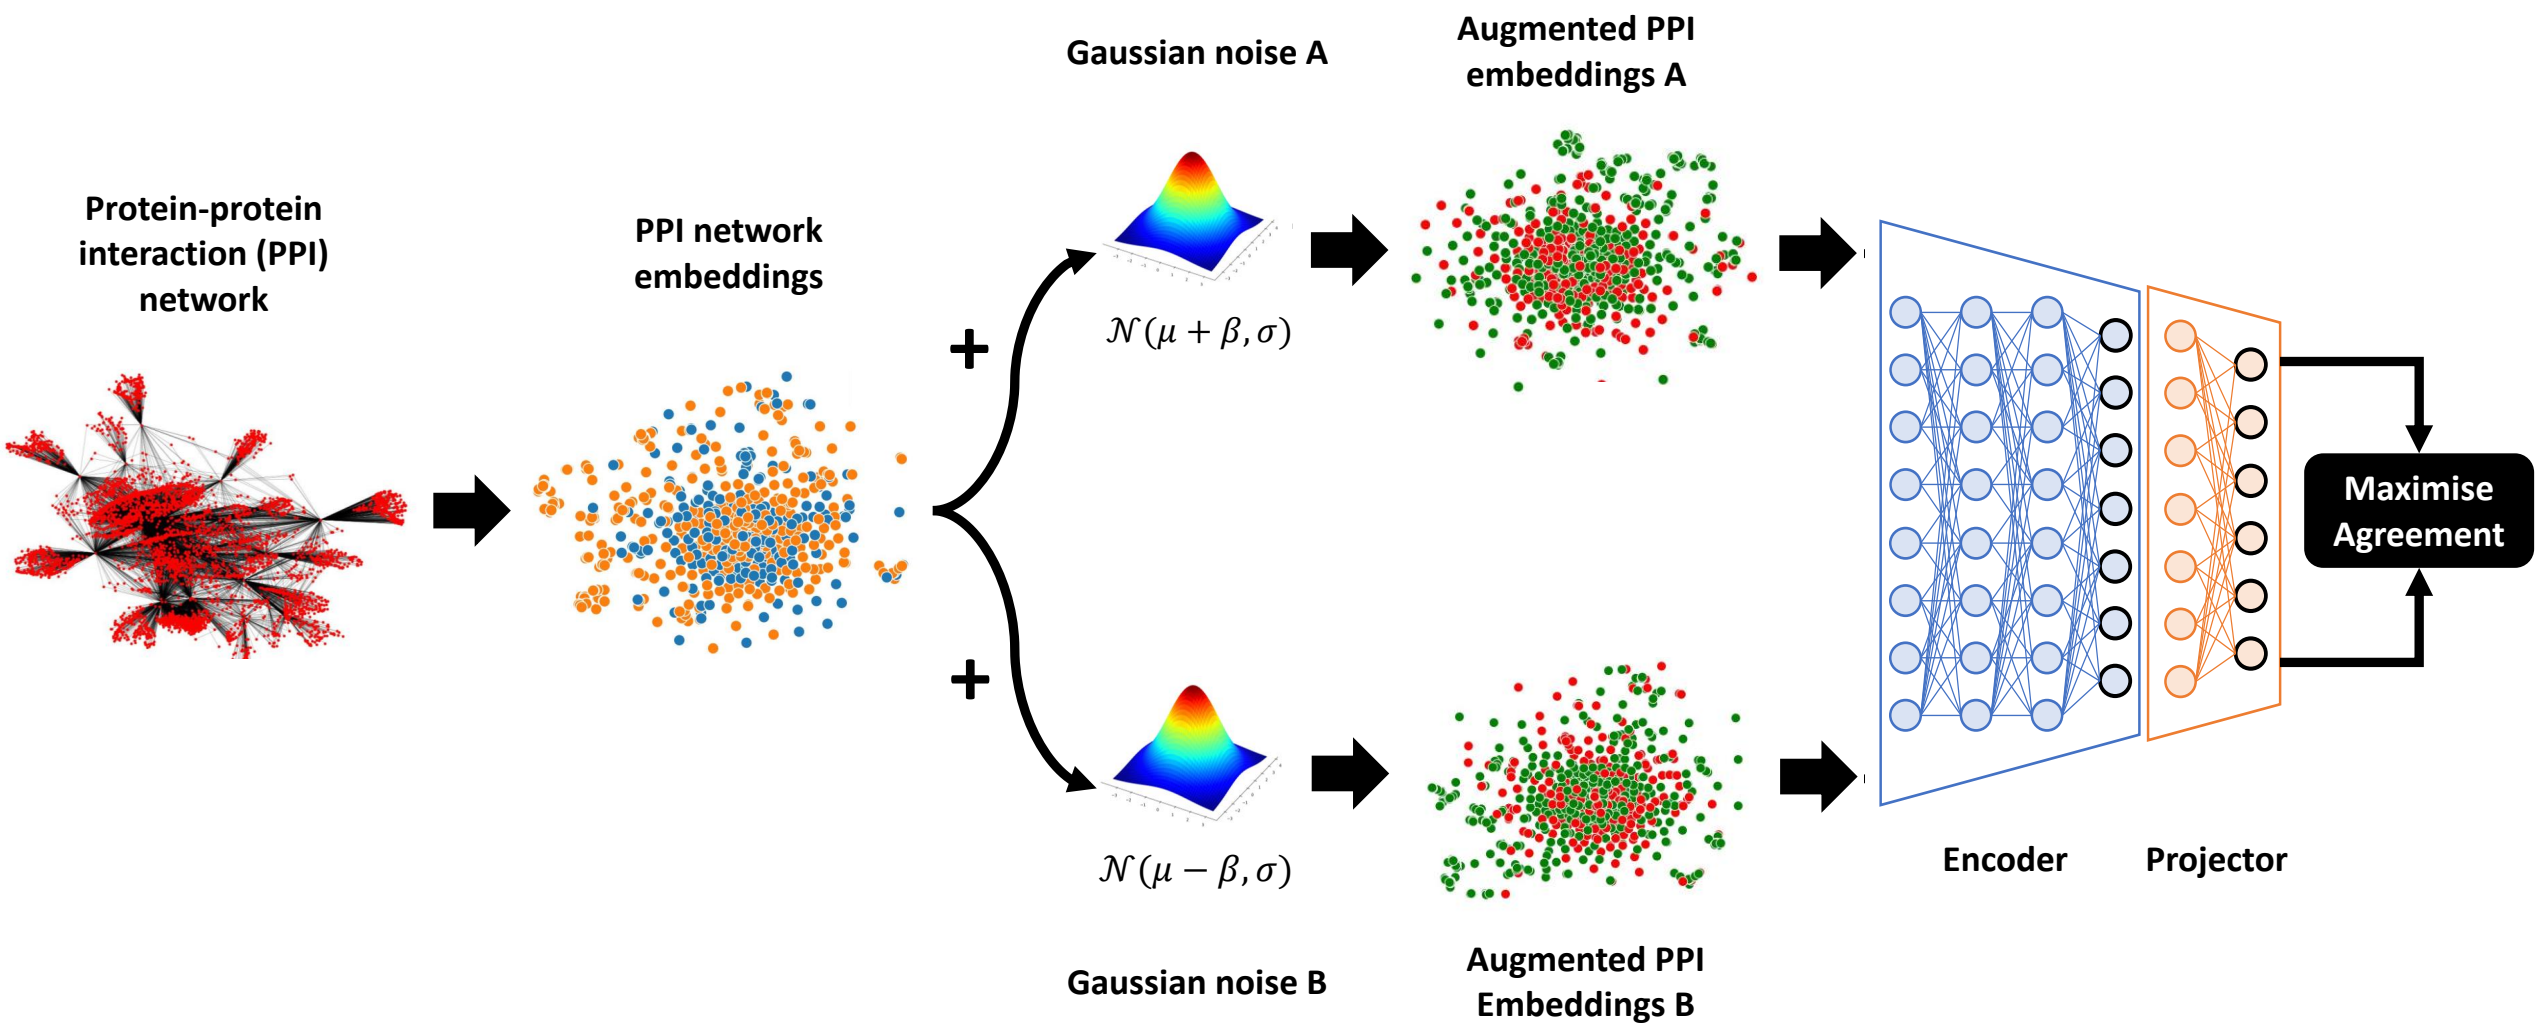 Protein-protein
interaction (PPI)
network
PPI network
embeddings
+
+
Gaussian noise A
𝒩(μ + β, σ)
Augmented PPI
embeddings A
𝒩(μ − β, σ)
Gaussian noise B
Augmented PPI
Embeddings B
Encoder
Projector
Maximise
Agreement